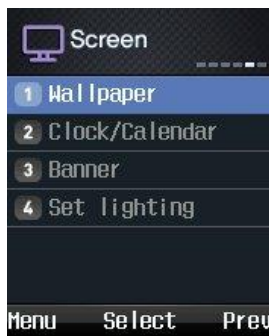 Screen
1 Wallpaper
2 Clock/Calendar
3 Banner
4 Set lighting
Menu Select Prev